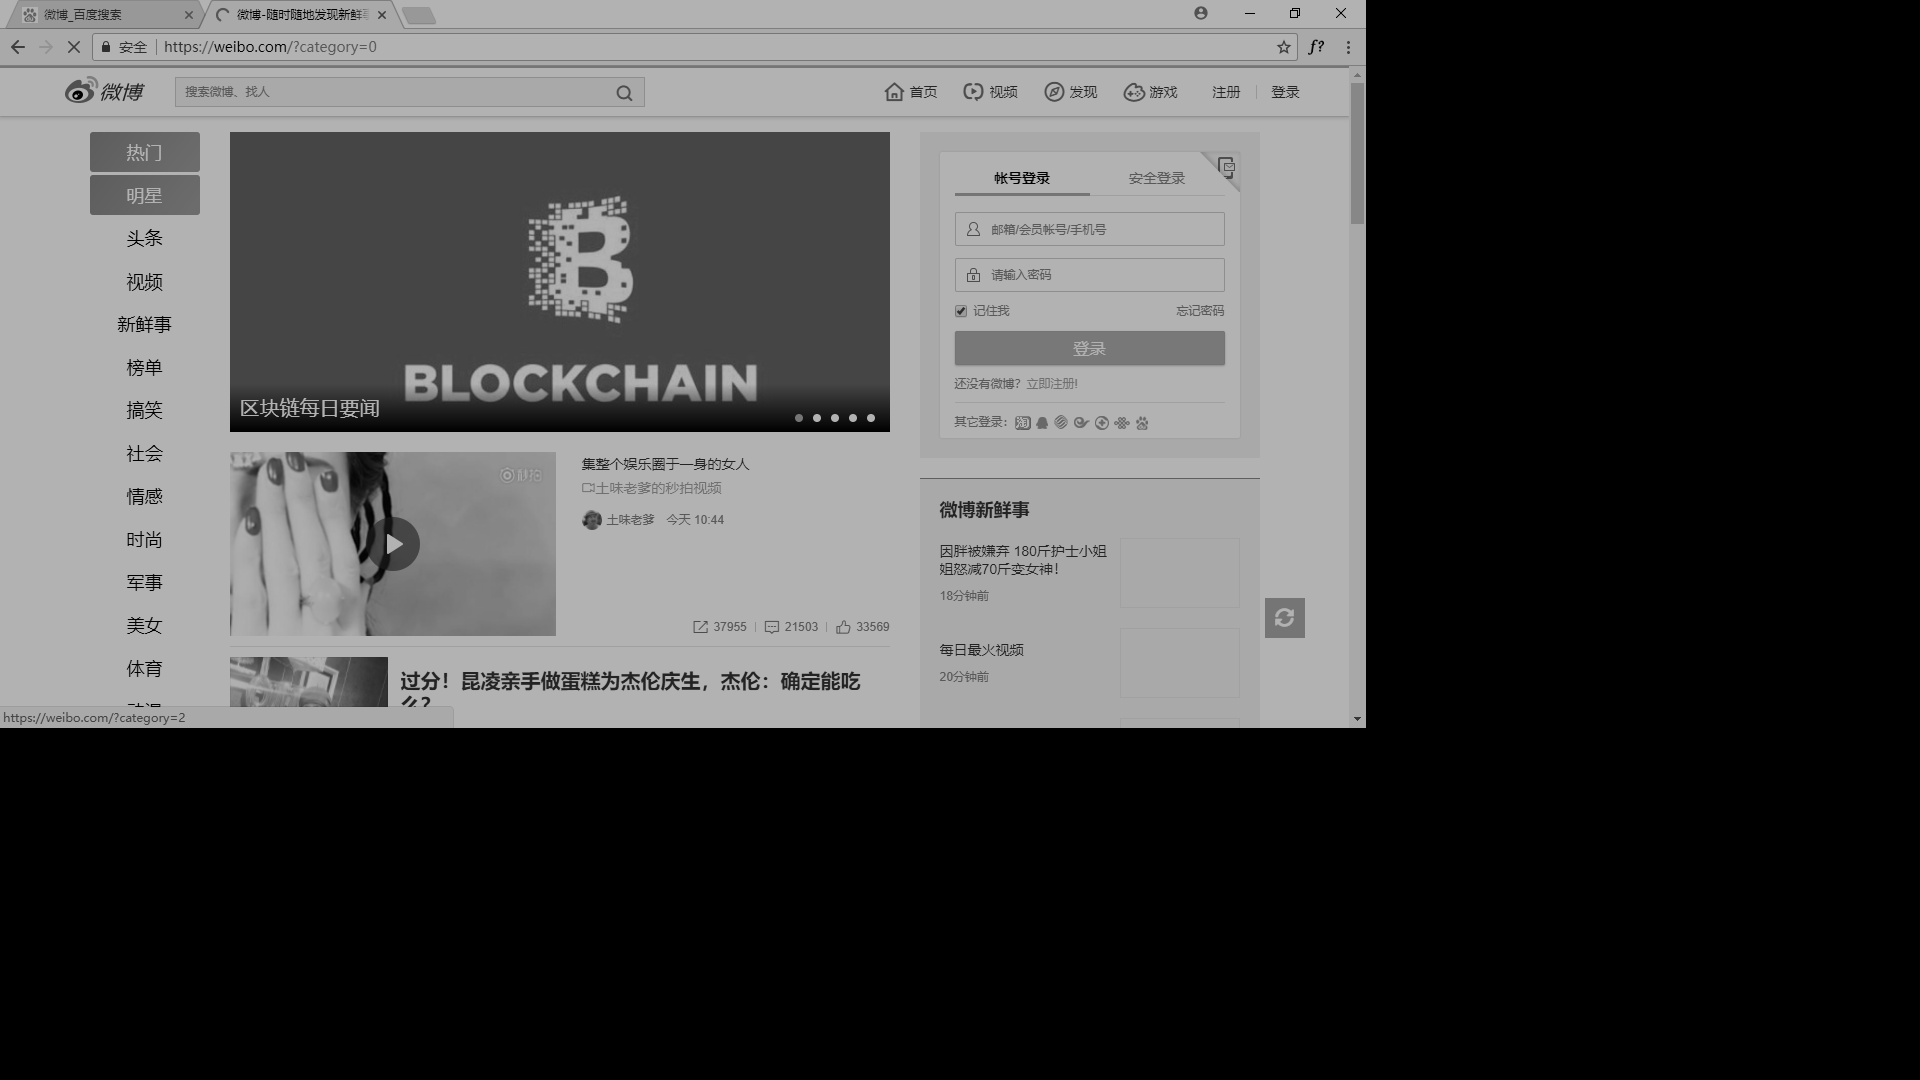 微博_百度搜索
微博-随时随地发现新鲜
安全 https://weibo.com/?category=0
微博
搜索微博、找人
首页
视频
发现
游戏
注册
登录
热门
明星
头条
视频
新鲜事
榜单
搞笑
社会
情感
时尚
军事
美女
体育
BLOCKCHAIN
区块链每日要闻
秒拍
集整个娱乐圈于一身的女人
土味老爹的秒拍视频
土味老爹 今天 10:44
37955 21503 33569
过分！昆凌亲手做蛋糕为杰伦庆生，杰伦：确定能吃
么？
帐号登录 安全登录
邮箱/会员帐号/手机号
请输入密码
记住我 忘记密码
登录
还没有微博？立即注册!
其它登录：
微博新鲜事
因胖被嫌弃 180斤护士小姐
姐怒减70斤变女神！
18分钟前
每日最火视频
20分钟前
https://weibo.com/?category=2